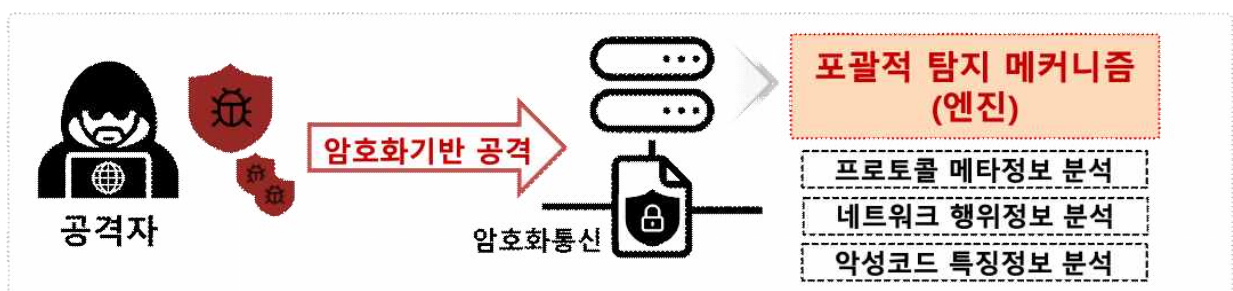 공격자
암호화기반 공격
암호화통신
포괄적 탐지 메커니즘
(엔진)
프로토콜 메타정보 분석
네트워크 행위정보 분석
악성코드 특징정보 분석